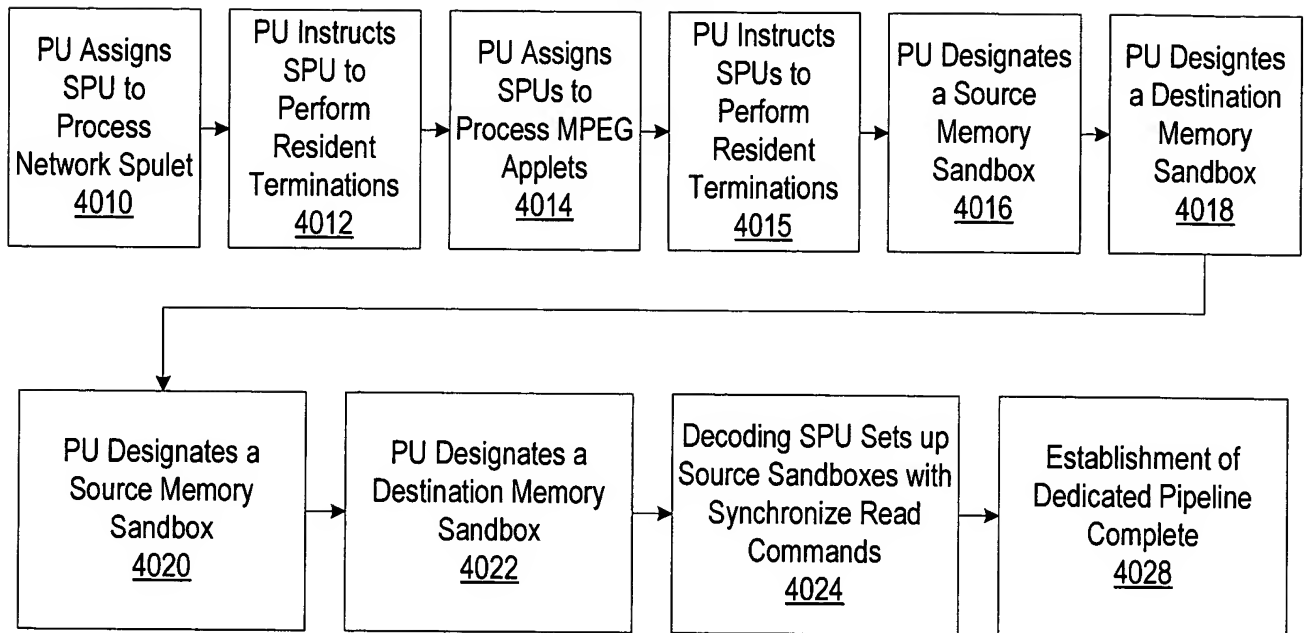 PU Assigns
SPU to
Process
Network Spulet
4010
PU Instructs
SPU to
Perform
Resident
Terminations
4012
PU Assigns
SPUs to
Process MPEG
Applets
4014
PU Instructs
SPUs to
Perform
Resident
Terminations
4015
PU Designates
a Source
Memory
Sandbox
4016
PU Designtes
a Destination
Memory
Sandbox
4018
PU Designates a
Source Memory
Sandbox
4020
PU Designates a
Destination Memory
Sandbox
4022
Decoding SPU Sets up
Source Sandboxes with
Synchronize Read
Commands
4024
Establishment of
Dedicated Pipeline
Complete
4028